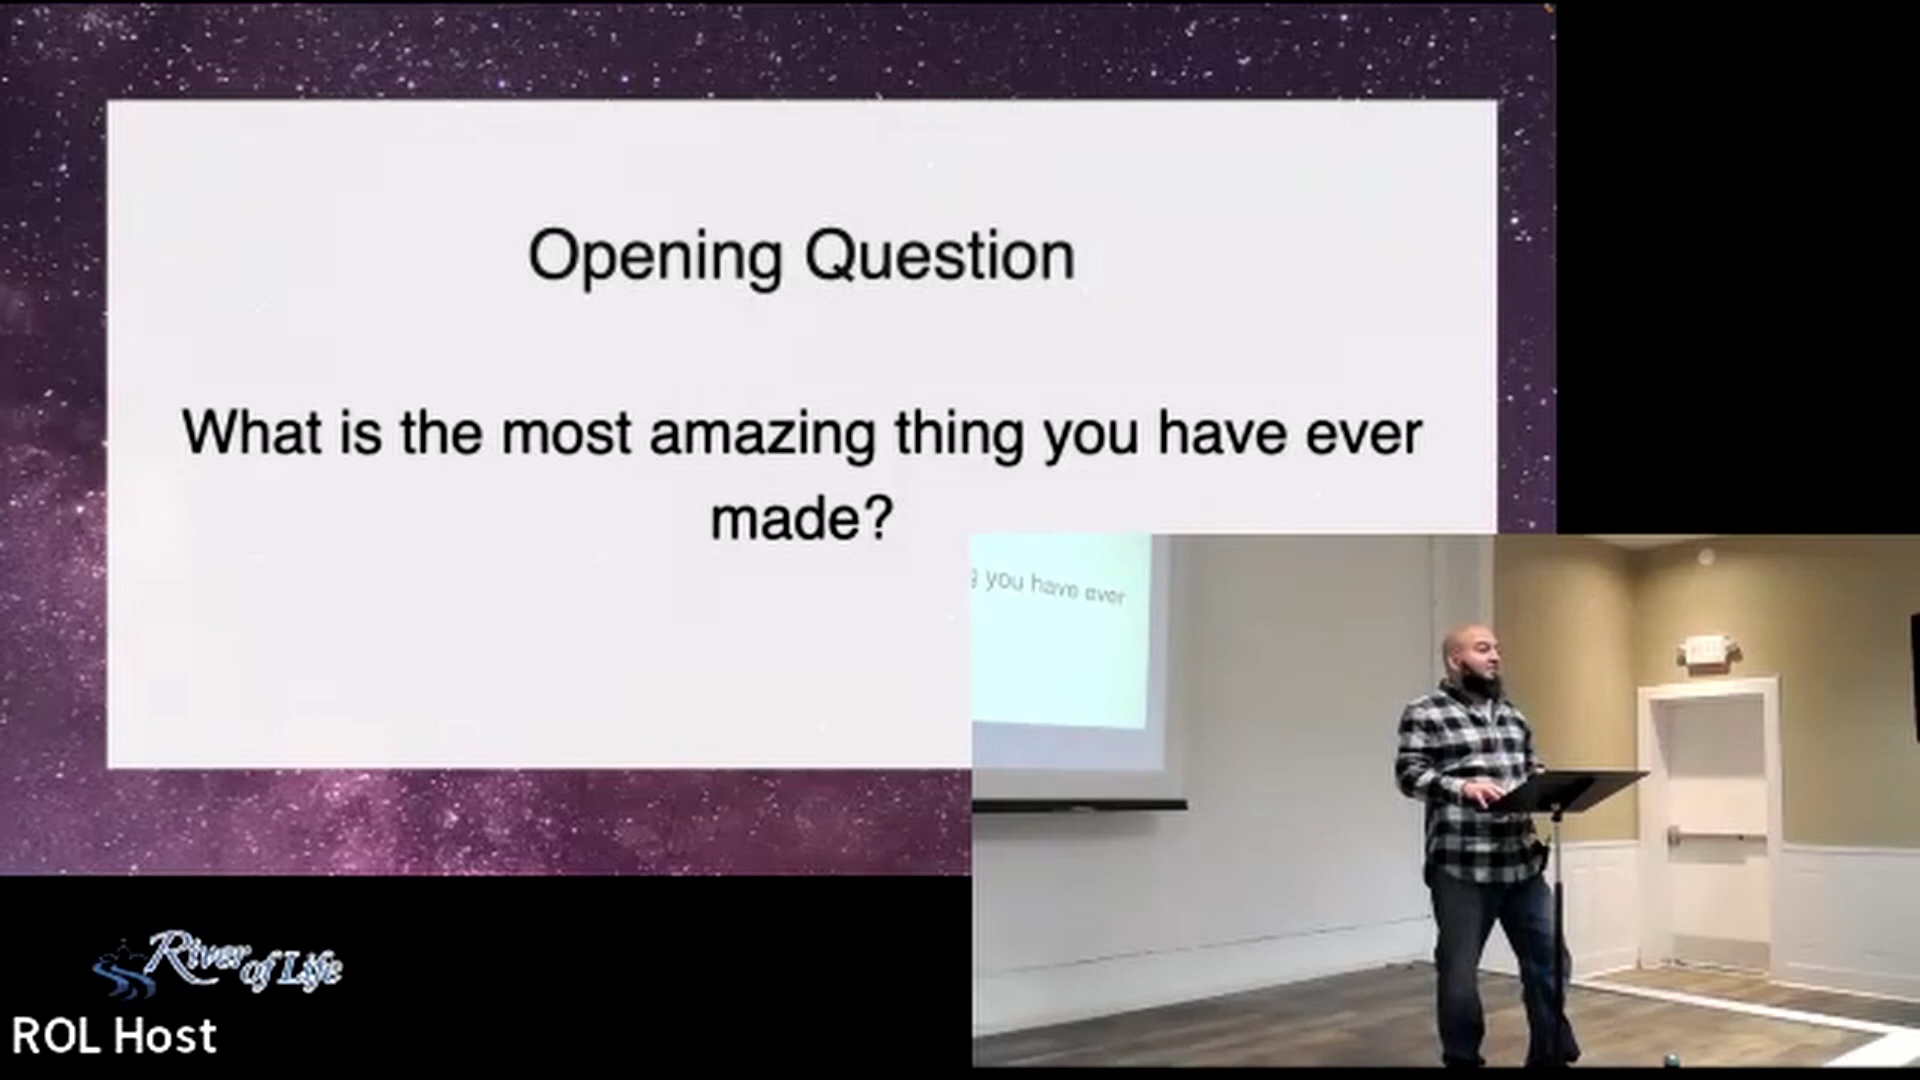 Opening Question
What is the most amazing thing you have ever
made?
you have ever
River of Life
ROL Host